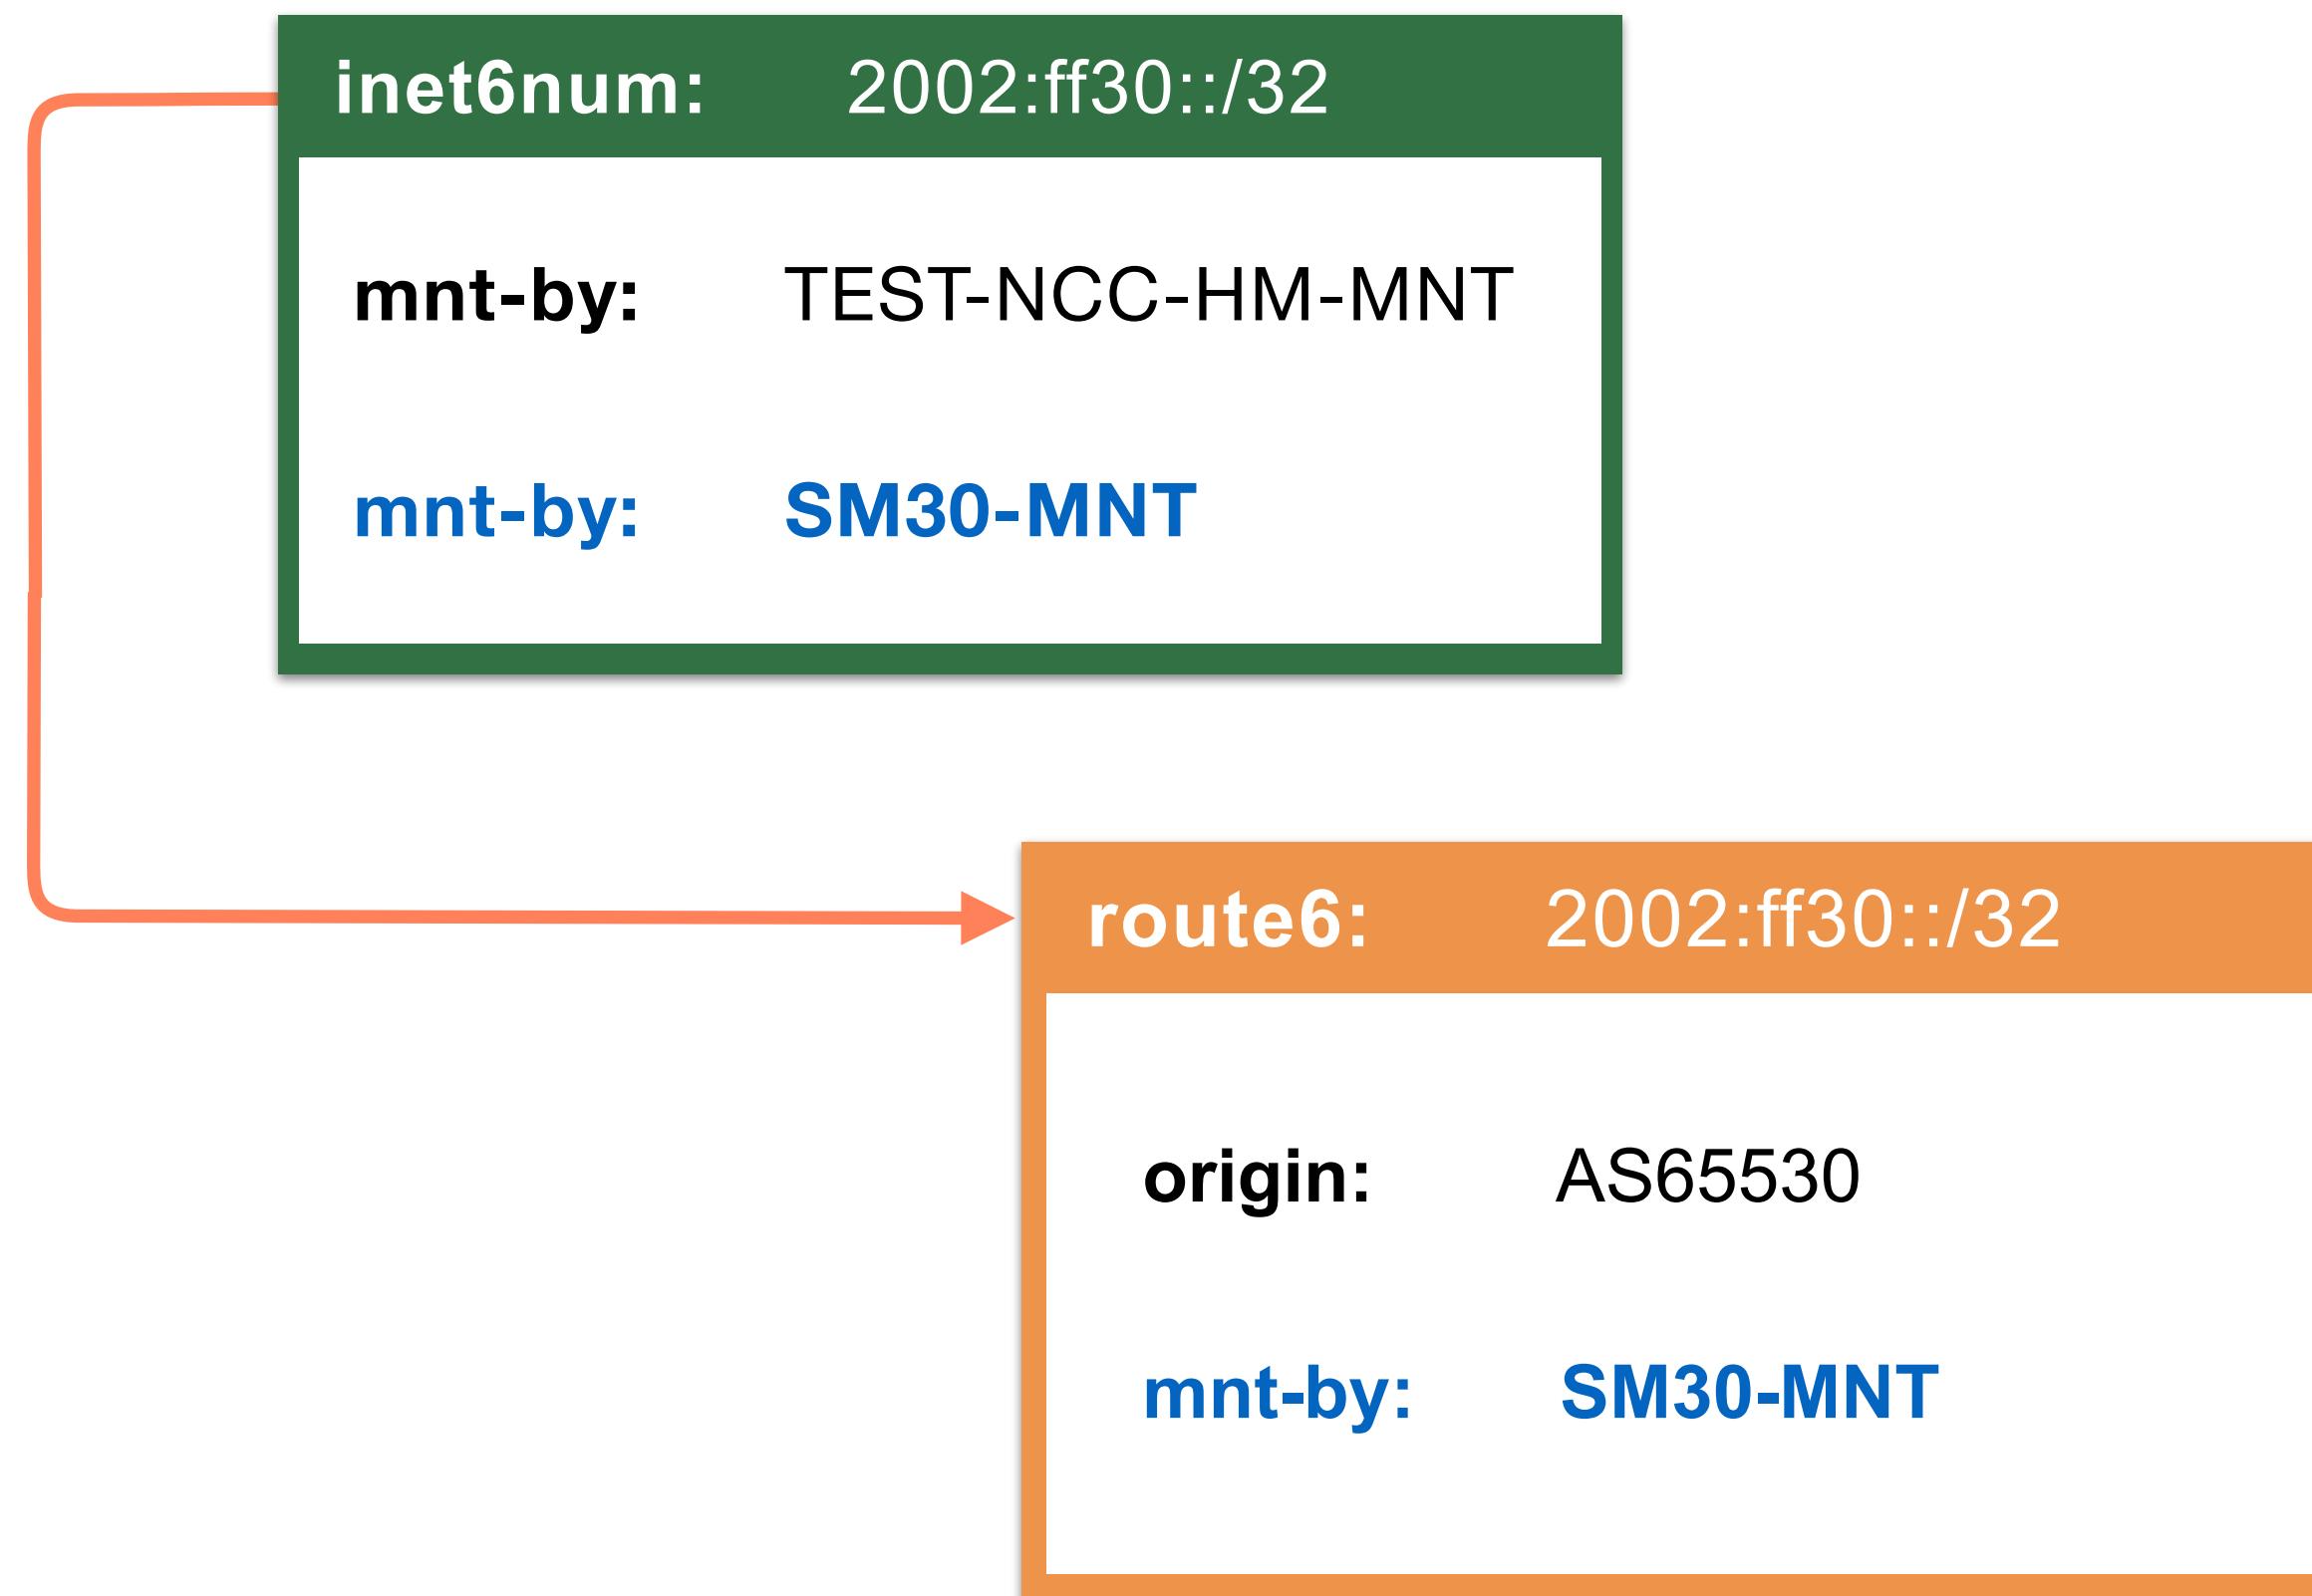 inet6num: 2002:ff30::/32
mnt-by: TEST-NCC-HM-MNT
mnt-by: SM30-MNT
route6: 2002:ff30::/32
origin: AS65530
mnt-by: SM30-MNT